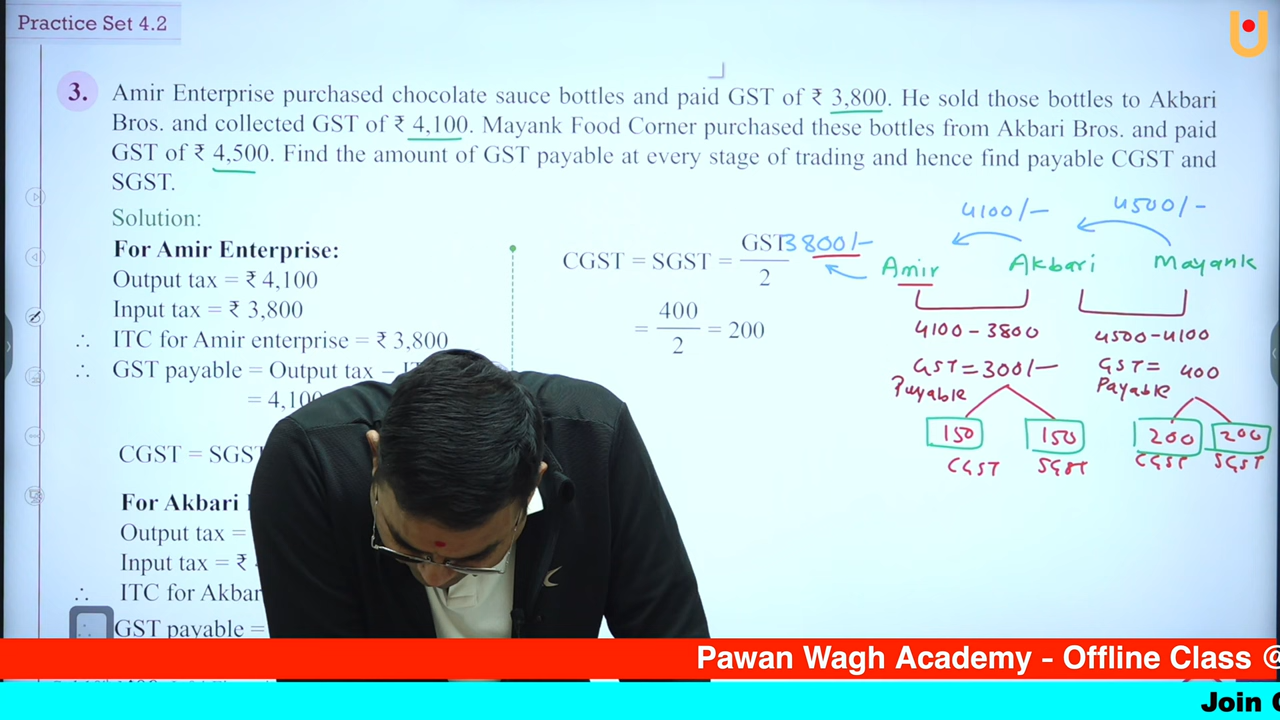 Practice Set 4.2
3. Amir Enterprise purchased chocolate sauce bottles and paid GST of ₹ 3,800. He sold those bottles to Akbari
Bros. and collected GST of ₹ 4,100. Mayank Food Corner purchased these bottles from Akbari Bros. and paid
GST of ₹ 4,500. Find the amount of GST payable at every stage of trading and hence find payable CGST and
SGST.
Solution:
For Amir Enterprise:
Output tax = ₹ 4,100
Input tax = ₹ 3,800
∴ ITC for Amir enterprise = ₹ 3,800
∴ GST payable = Output tax –
= 4,100
CGST = SGST
For Akbari
Output tax =
Input tax = ₹
∴ ITC for Akbar
∴ GST payable =
CGST = SGST = GST/2
= 400/2 = 200
4100/- 4500/-
3800/- Amir Akbari Mayank
4100 - 3800 4500 - 4100
GST = 300/- GST = 400
Payable Payable
150 150 200 200
CGST SGST CGST SGST
Pawan Wagh Academy - Offline Class @
Join